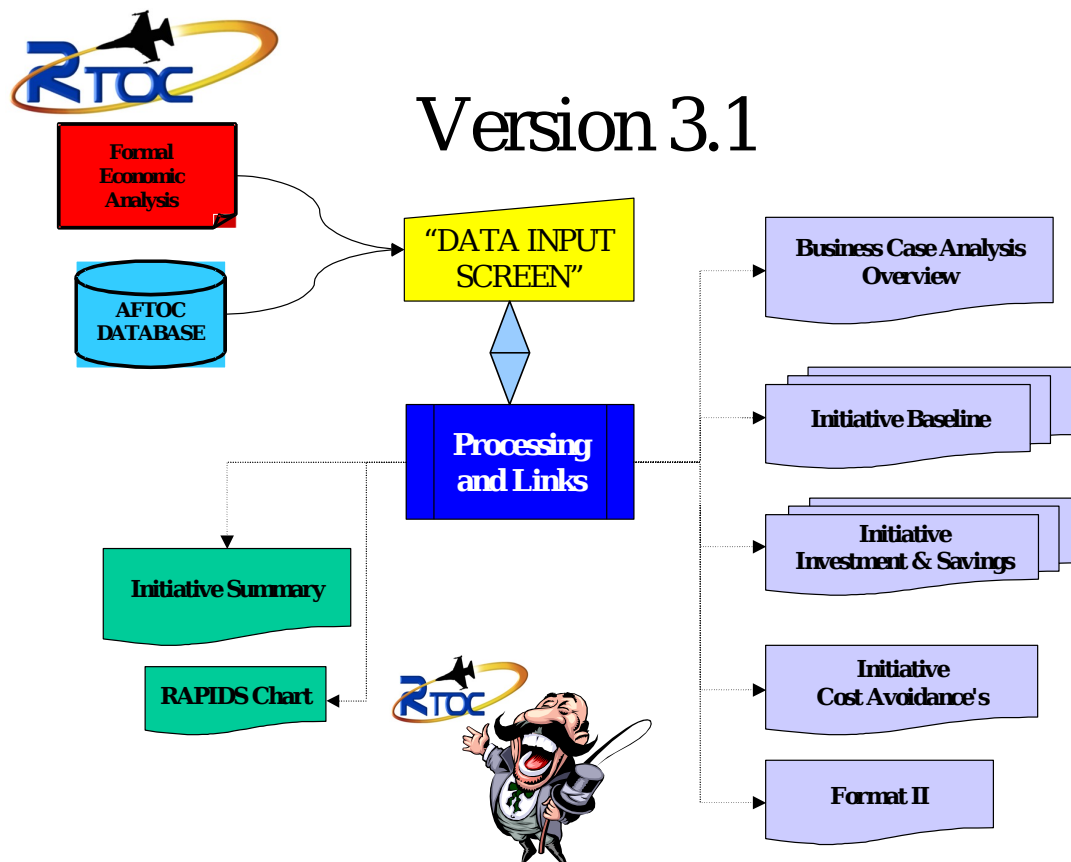 RTOC
Version 3.1
Formal
Economic
Analysis
"DATA INPUT
SCREEN"
AFTOC
DATABASE
Business Case Analysis
Overview
Initiative Baseline
Processing
and Links
Initiative
Investment & Savings
Initiative Summary
RAPIDS Chart
RTOC
Initiative
Cost Avoidance's
Format II